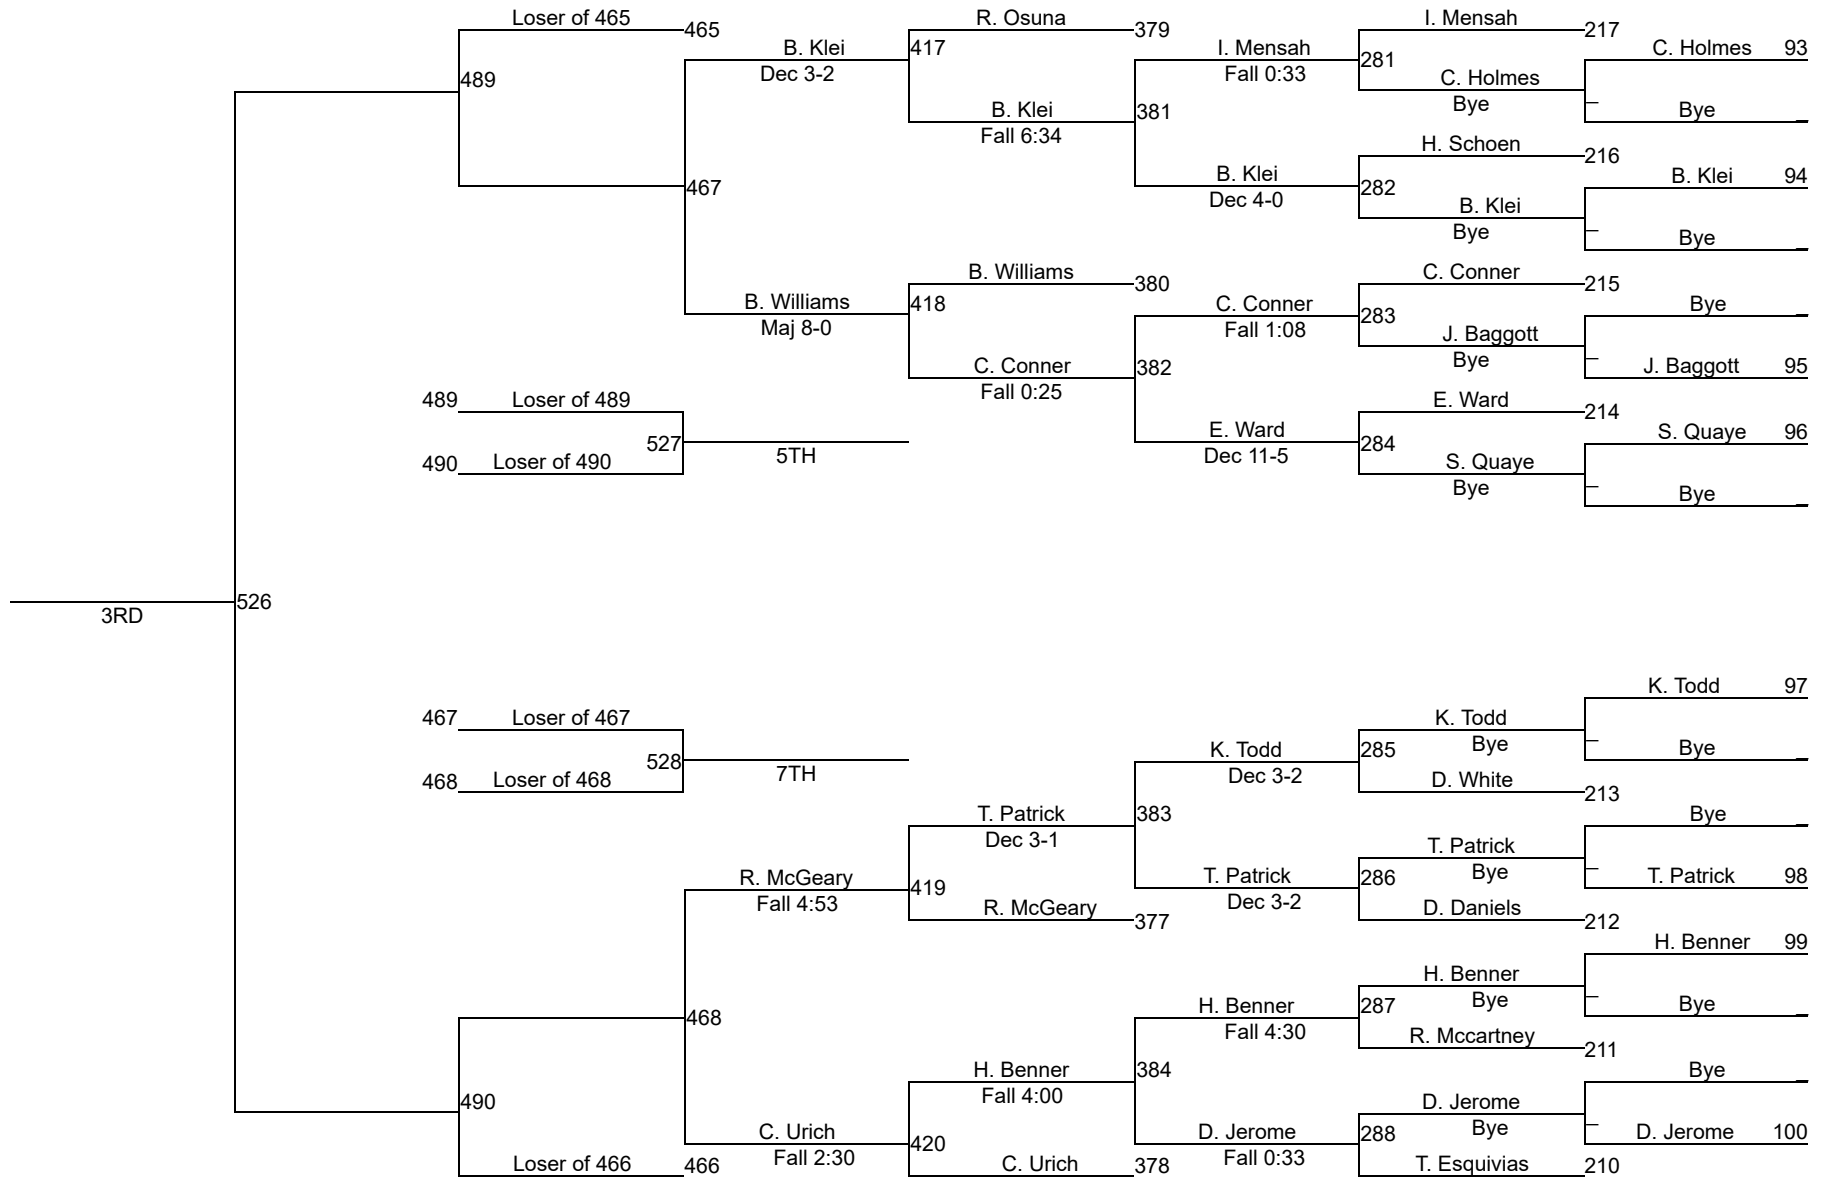 Loser of 465 465 R. Osuna 379 I. Mensah 217
B. Klei 417 I. Mensah C. Holmes 93
Dec 3-2 Fall 0:33 281
489 C. Holmes
B. Klei 381 Bye Bye _
Fall 6:34 H. Schoen 216
467 B. Klei 282 B. Klei 94
Dec 4-0 B. Klei
Bye Bye _
B. Williams 380 C. Conner 215
B. Williams 418 C. Conner 283 Bye _
Maj 8-0 Fall 1:08 J. Baggott
C. Conner 382 Bye J. Baggott 95
Fall 0:25
489 Loser of 489 E. Ward 214
527 5TH E. Ward 284 S. Quaye 96
490 Loser of 490 Dec 11-5 S. Quaye
Bye Bye _
3RD 526
K. Todd 97
467 Loser of 467 K. Todd
528 7TH K. Todd 285 Bye Bye _
468 Loser of 468 Dec 3-2 D. White 213
T. Patrick 383 Bye _
Dec 3-1 T. Patrick
R. McGeary 419 T. Patrick 286 Bye T. Patrick 98
Fall 4:53 R. McGeary 377 Dec 3-2 D. Daniels 212
H. Benner 99
H. Benner
468 H. Benner 287 Bye Bye _
Fall 4:30 R. Mccartney 211
H. Benner 384 Bye _
490 Fall 4:00 D. Jerome
C. Urich 420 D. Jerome 288 Bye D. Jerome 100
Loser of 466 466 Fall 2:30 C. Urich 378 Fall 0:33 T. Esquivias 210